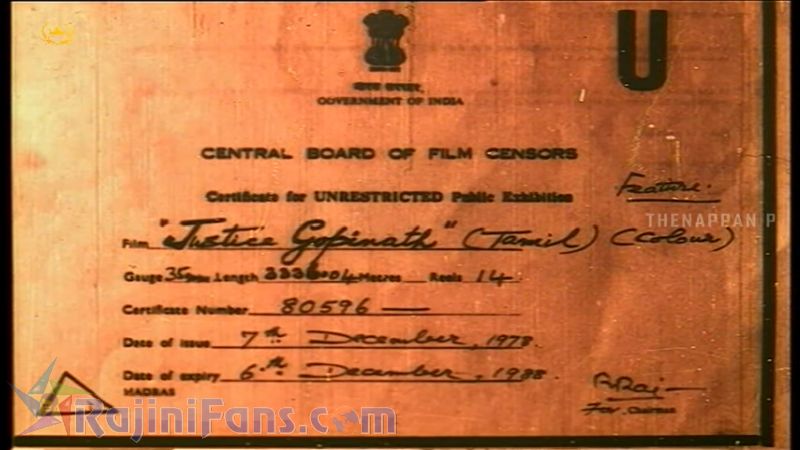 U
GOVERNMENT OF INDIA
CENTRAL BOARD OF FILM CENSORS
Certificate for UNRESTRICTED Public Exhibition
Feature.
THENAPPAN P
Film "Justice Gopinath" (Tamil) (Colour)
Gauge 35mm Length Metres Reels 14
Certificate Number 80596
Date of issue 7th December, 1978.
Date of expiry 6th December, 1988.
MADRAS
For Chairman
RajiniFans.com